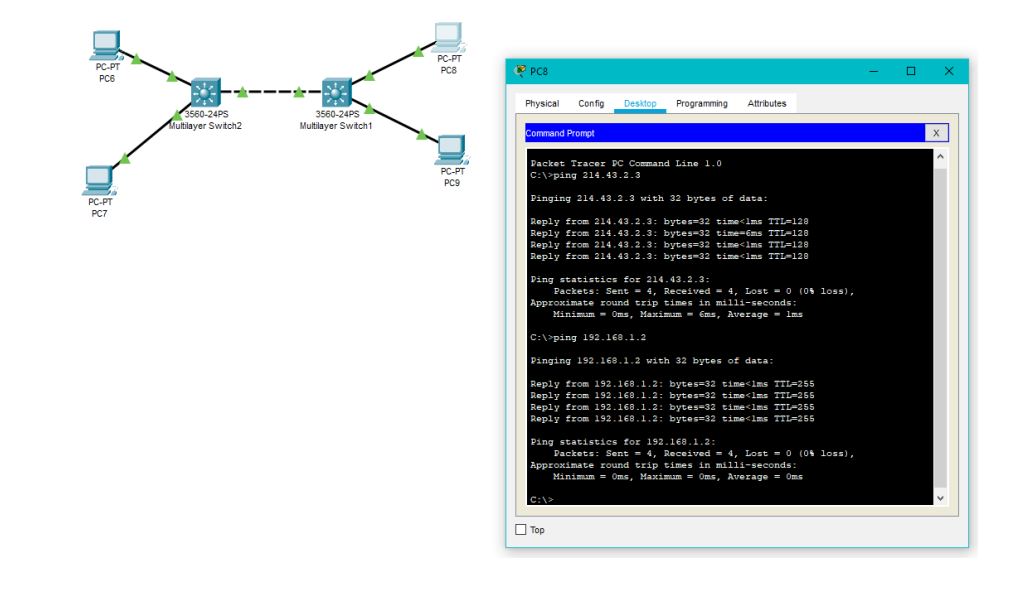 PC-PT
PC6
PC-PT
PC8
3560-24PS
Multilayer Switch2
3560-24PS
Multilayer Switch1
PC-PT
PC9
PC-PT
PC7
PC8
Physical Config Desktop Programming Attributes
Command Prompt X
Packet Tracer PC Command Line 1.0
C:\>ping 214.43.2.3
Pinging 214.43.2.3 with 32 bytes of data:
Reply from 214.43.2.3: bytes=32 time<1ms TTL=128
Reply from 214.43.2.3: bytes=32 time=6ms TTL=128
Reply from 214.43.2.3: bytes=32 time<1ms TTL=128
Reply from 214.43.2.3: bytes=32 time<1ms TTL=128
Ping statistics for 214.43.2.3:
Packets: Sent = 4, Received = 4, Lost = 0 (0% loss),
Approximate round trip times in milli-seconds:
Minimum = 0ms, Maximum = 6ms, Average = 1ms
C:\>ping 192.168.1.2
Pinging 192.168.1.2 with 32 bytes of data:
Reply from 192.168.1.2: bytes=32 time<1ms TTL=255
Reply from 192.168.1.2: bytes=32 time<1ms TTL=255
Reply from 192.168.1.2: bytes=32 time<1ms TTL=255
Reply from 192.168.1.2: bytes=32 time<1ms TTL=255
Ping statistics for 192.168.1.2:
Packets: Sent = 4, Received = 4, Lost = 0 (0% loss),
Approximate round trip times in milli-seconds:
Minimum = 0ms, Maximum = 0ms, Average = 0ms
C:\>
Top